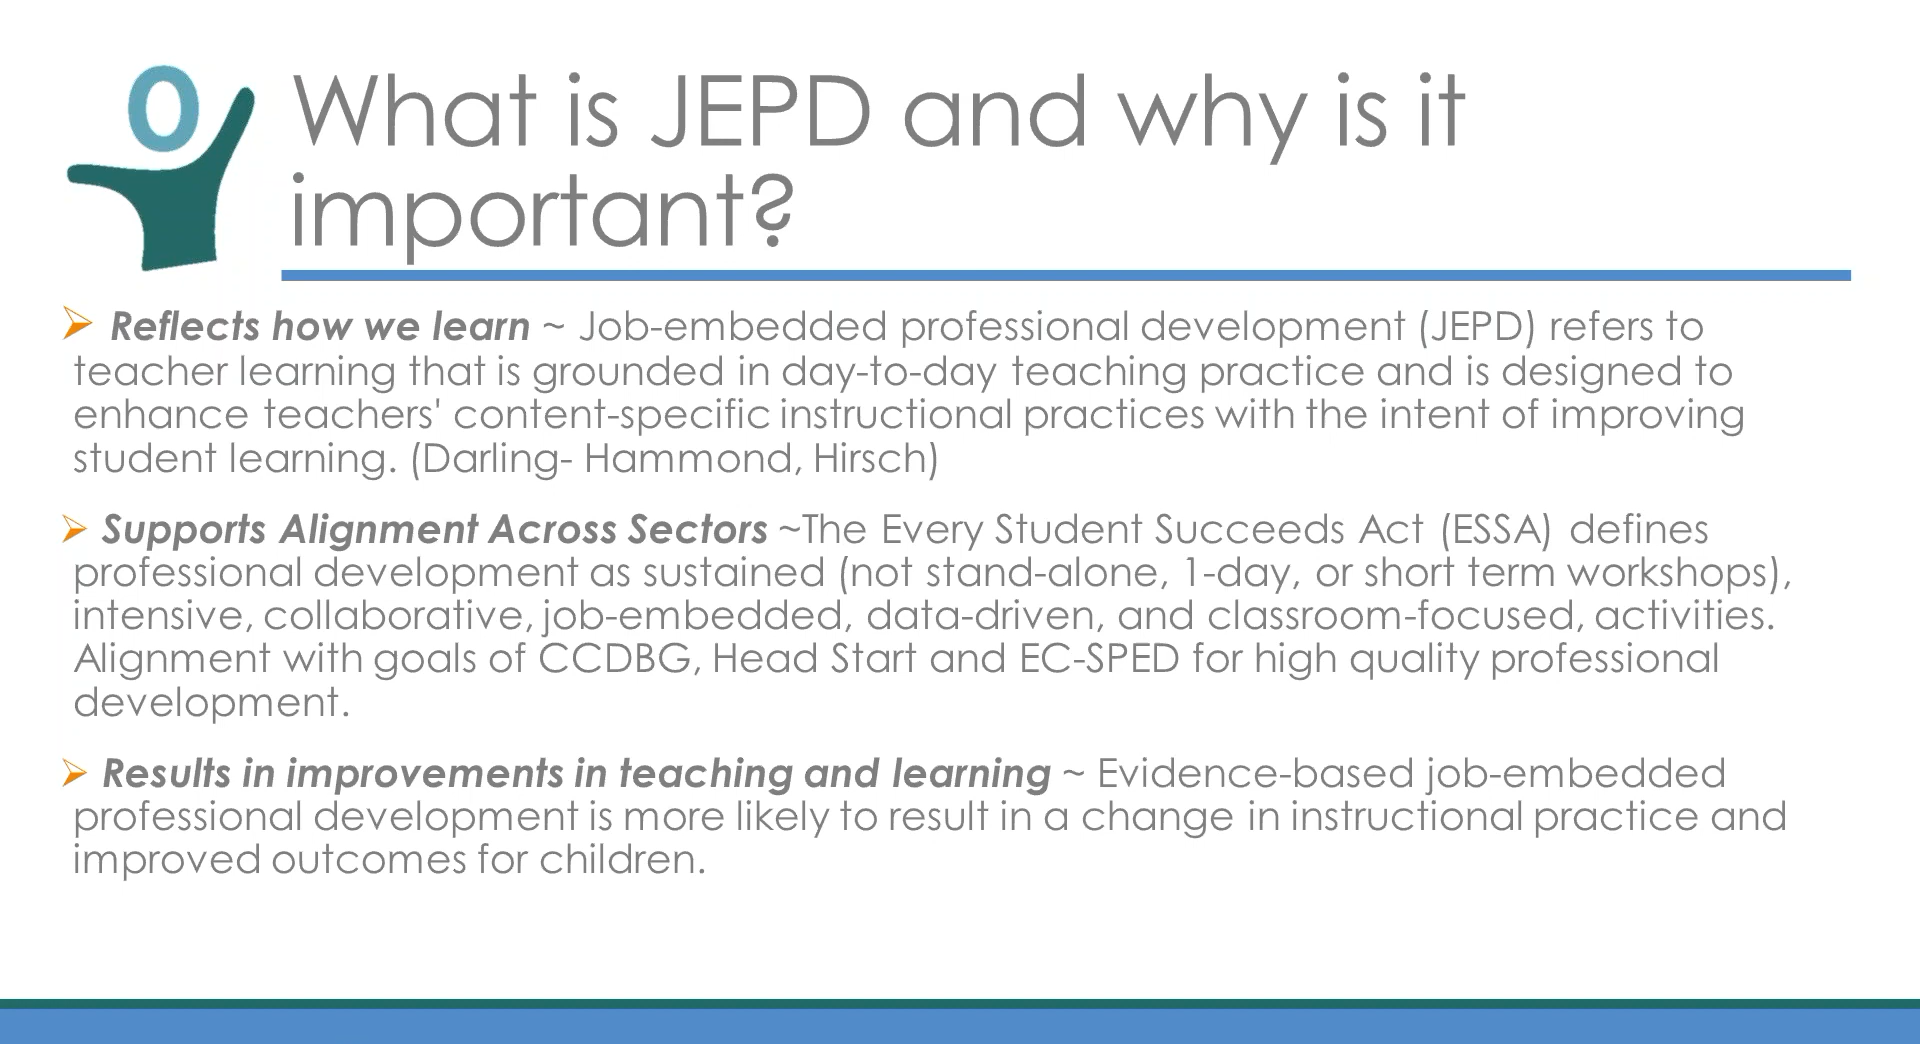 What is JEPD and why is it
important?
➢ Reflects how we learn ~ Job-embedded professional development (JEPD) refers to
teacher learning that is grounded in day-to-day teaching practice and is designed to
enhance teachers' content-specific instructional practices with the intent of improving
student learning. (Darling- Hammond, Hirsch)
➢ Supports Alignment Across Sectors ~The Every Student Succeeds Act (ESSA) defines
professional development as sustained (not stand-alone, 1-day, or short term workshops),
intensive, collaborative, job-embedded, data-driven, and classroom-focused, activities.
Alignment with goals of CCDBG, Head Start and EC-SPED for high quality professional
development.
➢ Results in improvements in teaching and learning ~ Evidence-based job-embedded
professional development is more likely to result in a change in instructional practice and
improved outcomes for children.